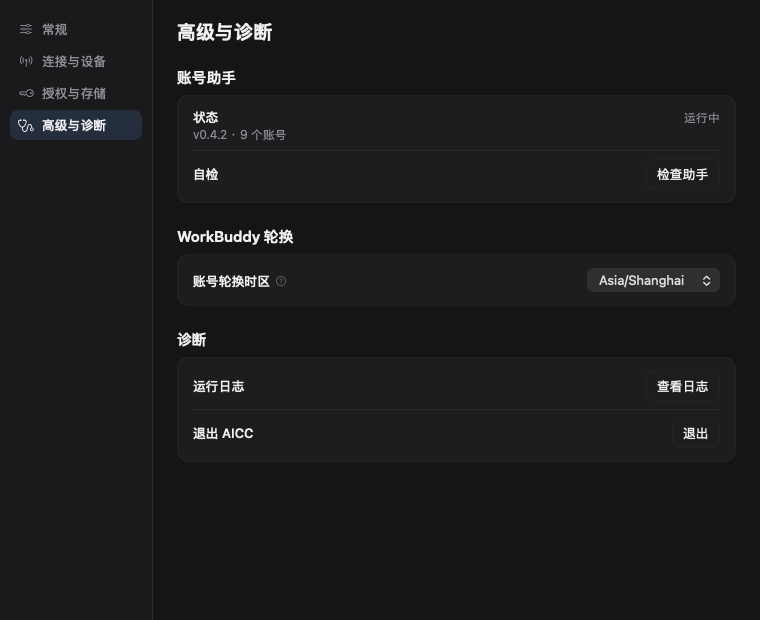 常规
连接与设备
授权与存储
高级与诊断
高级与诊断
账号助手
状态
运行中
v0.4.2 · 9 个账号
自检
检查助手
WorkBuddy 轮换
账号轮换时区
Asia/Shanghai
诊断
运行日志
查看日志
退出 AICC
退出